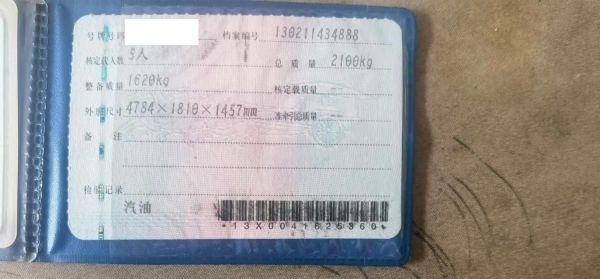 号牌号码 档案编号 130211434888
核定载人数 5人 总质量 2100kg
整备质量 1620kg 核定载质量 --
外廓尺寸 4784×1810×1457mm 准牵引总质量 --
备注
检验记录
汽油
*13X0041625360*